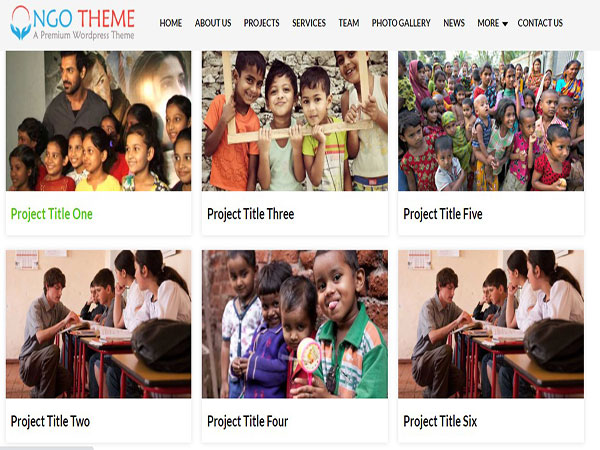 NGO THEME
A Premium Wordpress Theme
HOME ABOUT US PROJECTS SERVICES TEAM PHOTO GALLERY NEWS MORE CONTACT US
Project Title One Project Title Three Project Title Five
Project Title Two Project Title Four Project Title Six